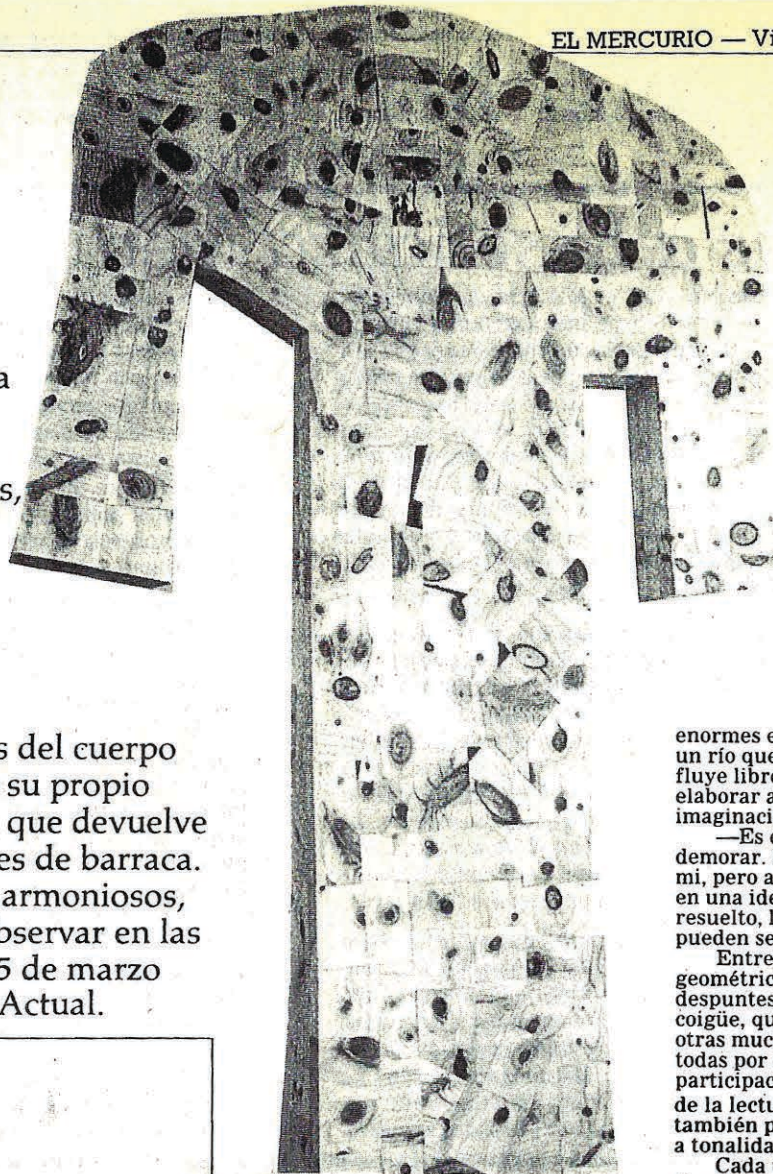 EL MERCURIO — Vi
a
s,
s del cuerpo
su propio
que devuelve
es de barraca.
armoniosos,
bservar en las
5 de marzo
Actual.
enormes e
un río que
fluye libre
elaborar a
imaginaci
—Es e
demorar.
mi, pero a
en una ide
resuelto, l
pueden se
Entre
geométric
despuntes
coigüe, qu
otras muc
todas por
participac
de la lectu
también p
a tonalida
Cada